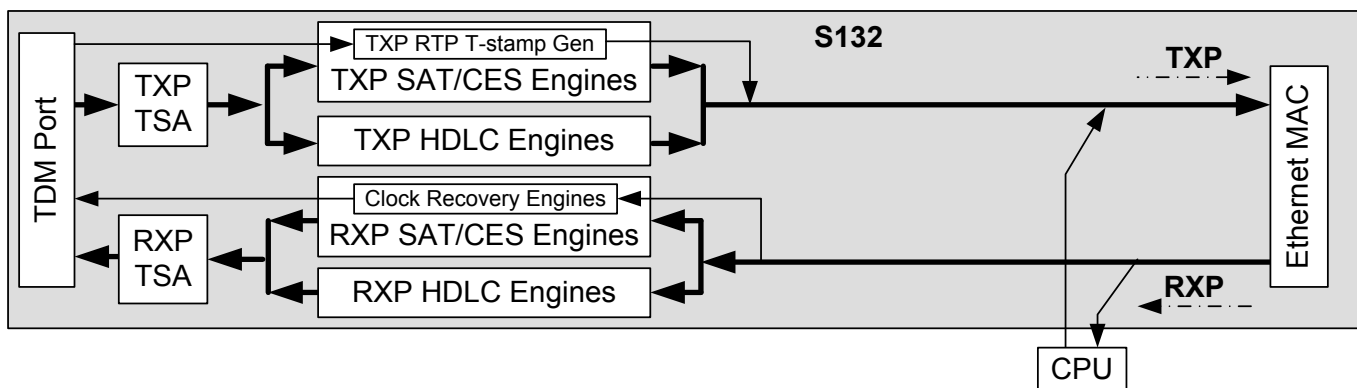 S132
TDM Port
TXP
TSA
TXP RTP T-stamp Gen
TXP SAT/CES Engines
TXP HDLC Engines
TXP
Ethernet MAC
Clock Recovery Engines
RXP SAT/CES Engines
RXP
TSA
RXP HDLC Engines
RXP
CPU